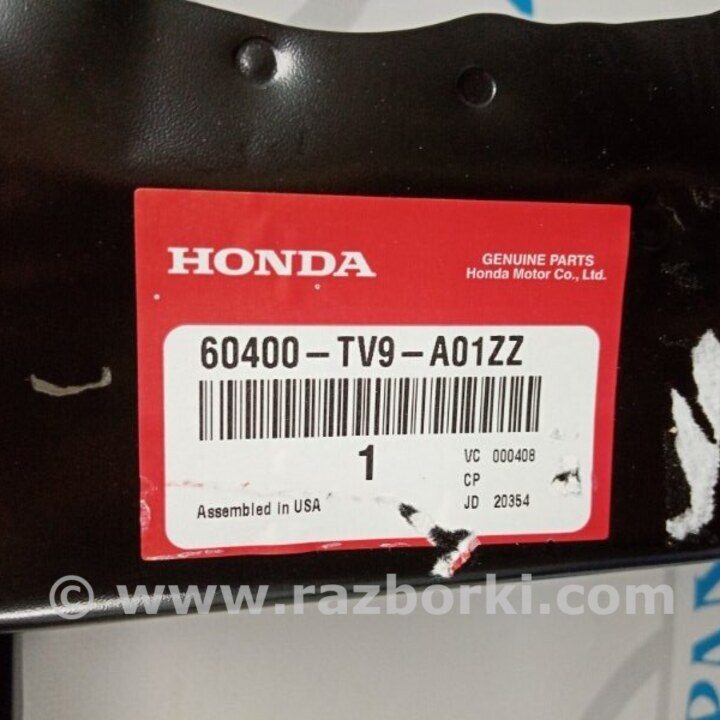 HONDA
GENUINE PARTS
Honda Motor Co., Ltd.
60400-TV9-A01ZZ
1
VC 000408
CP
JD 20354
Assembled in USA
© www.razborki.com
PAN